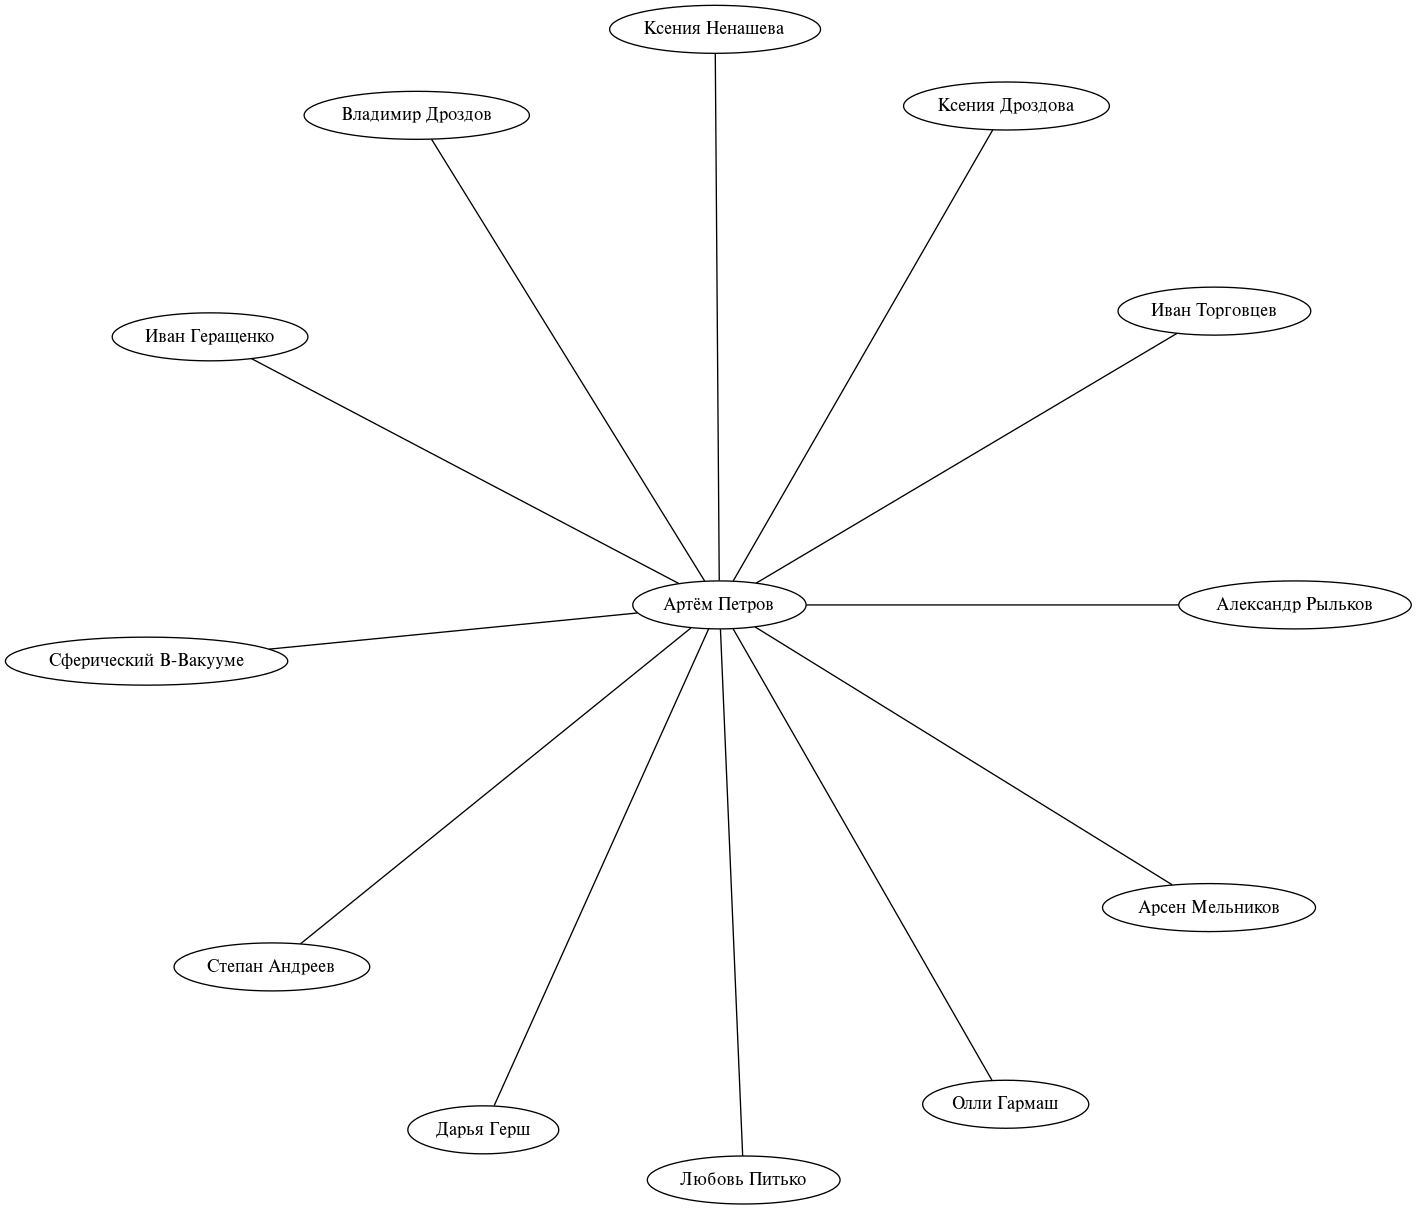 Ксения Ненашева
Ксения Дроздова
Владимир Дроздов
Иван Торговцев
Иван Геращенко
Артём Петров
Александр Рыльков
Сферический В-Вакууме
Арсен Мельников
Степан Андреев
Олли Гармаш
Дарья Герш
Любовь Питько